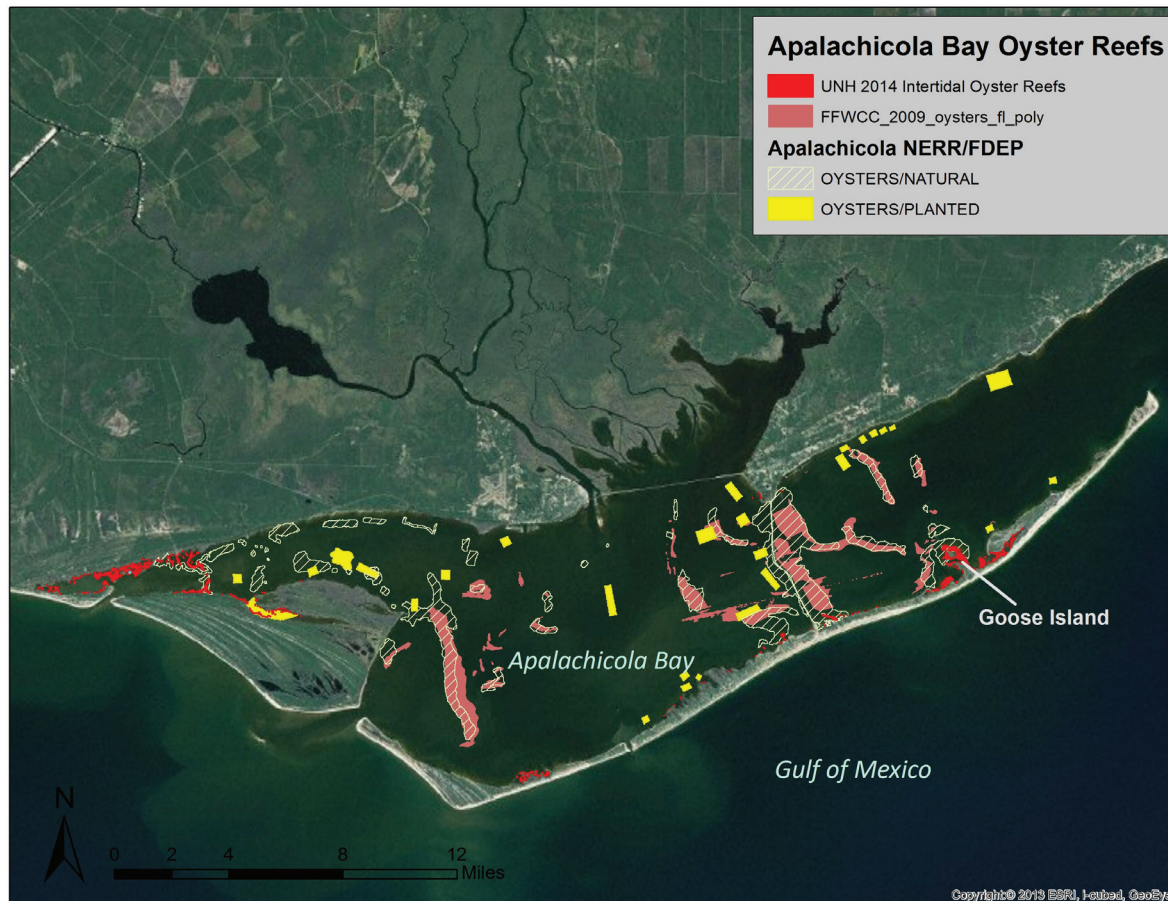 Apalachicola Bay Oyster Reefs
UNH 2014 Intertidal Oyster Reefs
FFWCC_2009_oysters_fl_poly
Apalachicola NERR/FDEP
OYSTERS/NATURAL
OYSTERS/PLANTED
Goose Island
Apalachicola Bay
Gulf of Mexico
N
0 2 4 8 12
Miles
Copyright:© 2013 ESRI, i-cubed, GeoEye